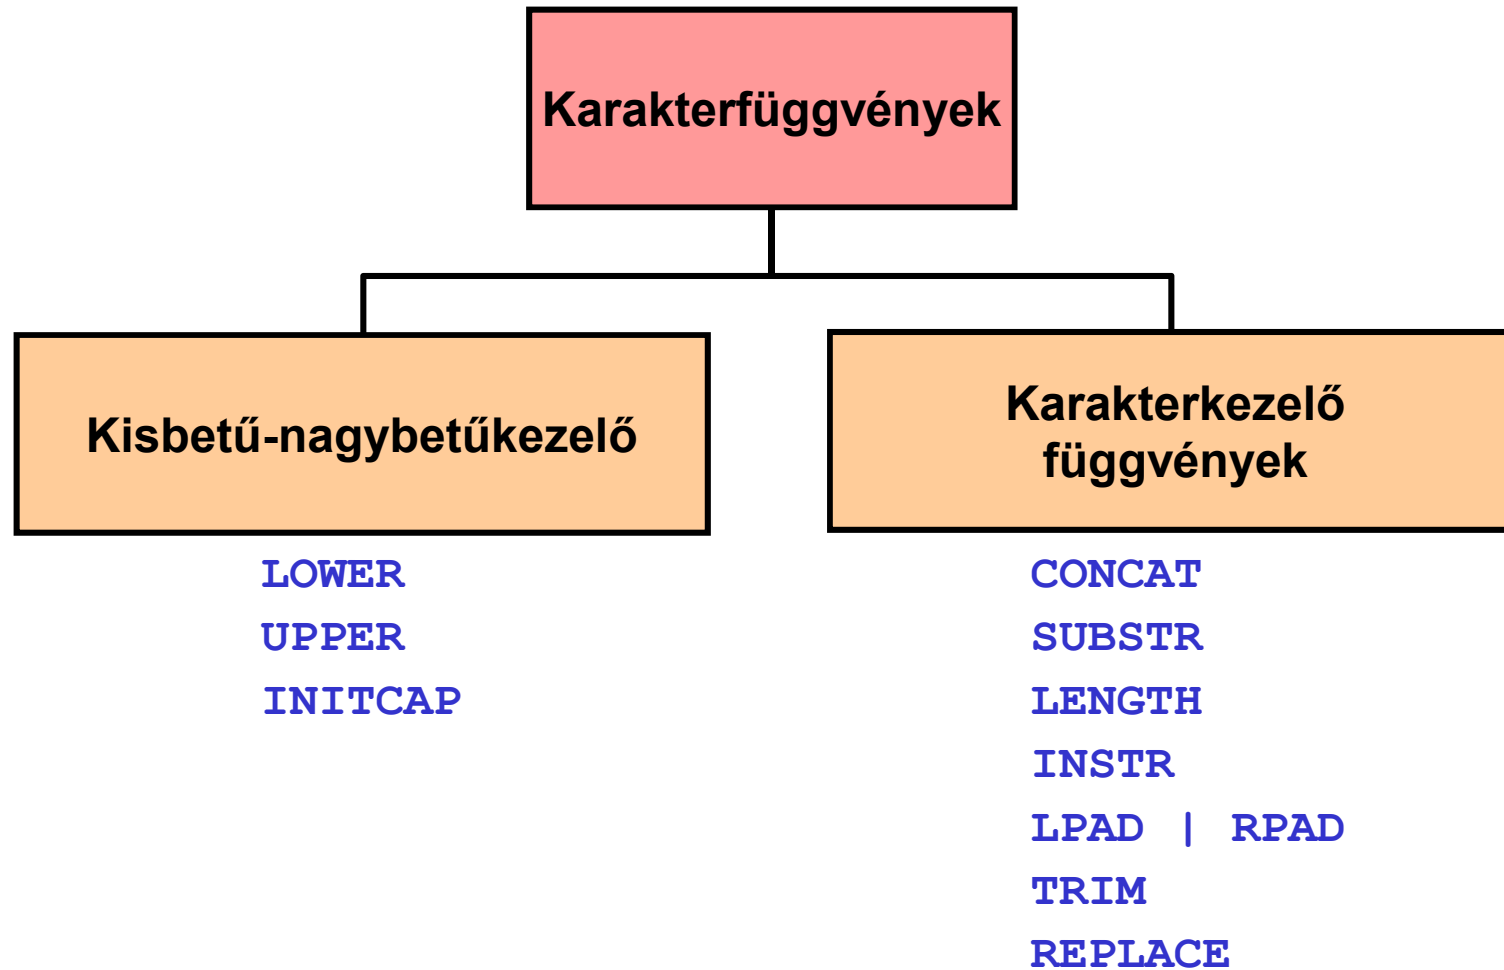 Karakterfüggvények
Kisbetű-nagybetűkezelő
Karakterkezelő
függvények
LOWER
UPPER
INITCAP
CONCAT
SUBSTR
LENGTH
INSTR
LPAD | RPAD
TRIM
REPLACE